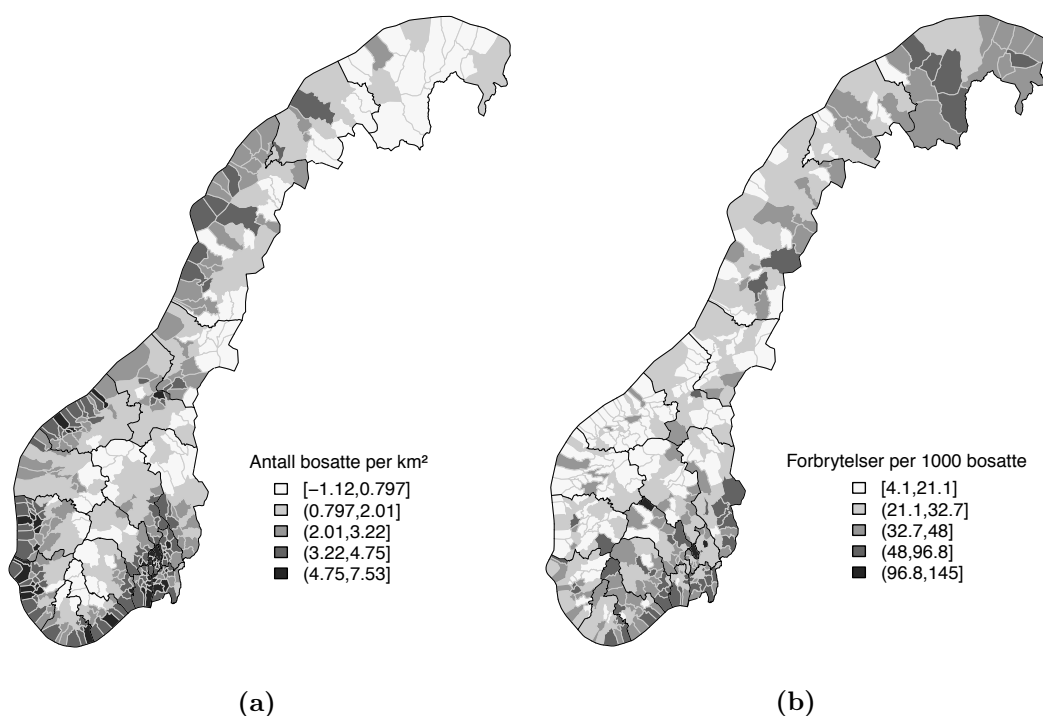 Antall bosatte per km²
[−1.12,0.797]
(0.797,2.01]
(2.01,3.22]
(3.22,4.75]
(4.75,7.53]
Forbrytelser per 1000 bosatte
[4.1,21.1]
(21.1,32.7]
(32.7,48]
(48,96.8]
(96.8,145]
(a)
(b)